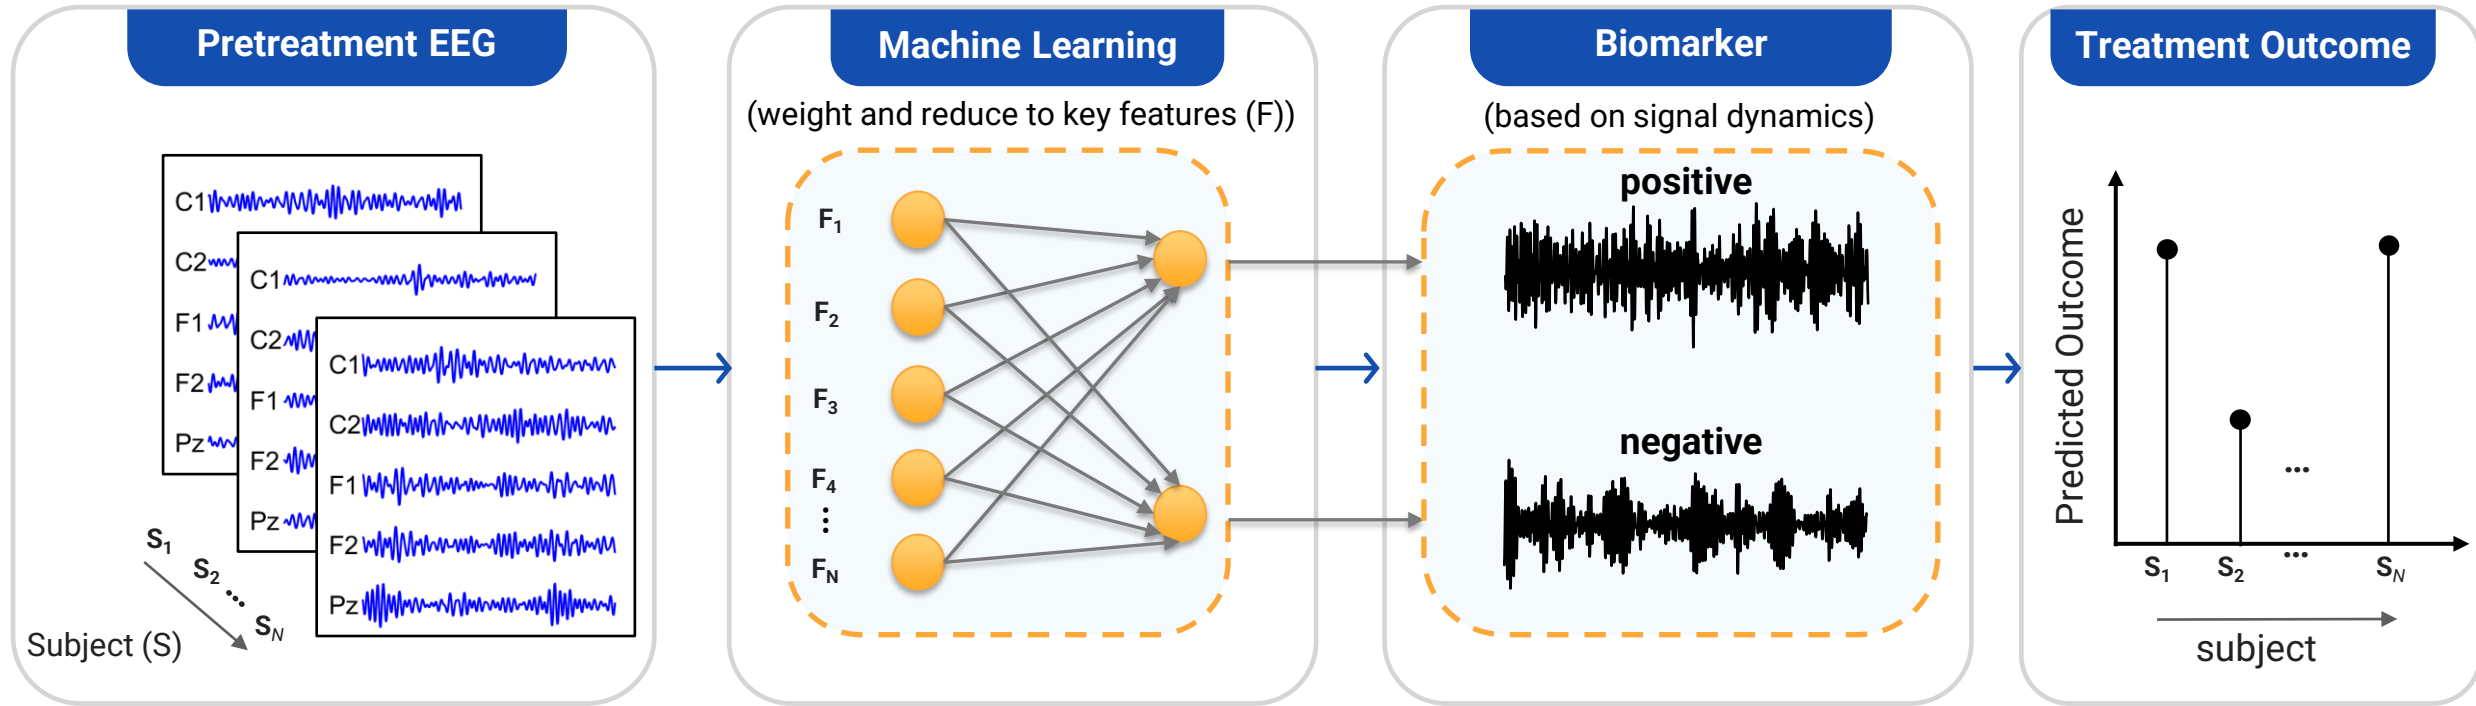 Pretreatment EEG
C1
C2
F1
F2
Pz
C1
C2
F1
F2
Pz
C1
C2
F1
F2
Pz
S1
S2
...
SN
Subject (S)
Machine Learning
(weight and reduce to key features (F))
F1
F2
F3
F4
...
FN
Biomarker
(based on signal dynamics)
positive
negative
Treatment Outcome
Predicted Outcome
...
S1 S2 ... SN
subject